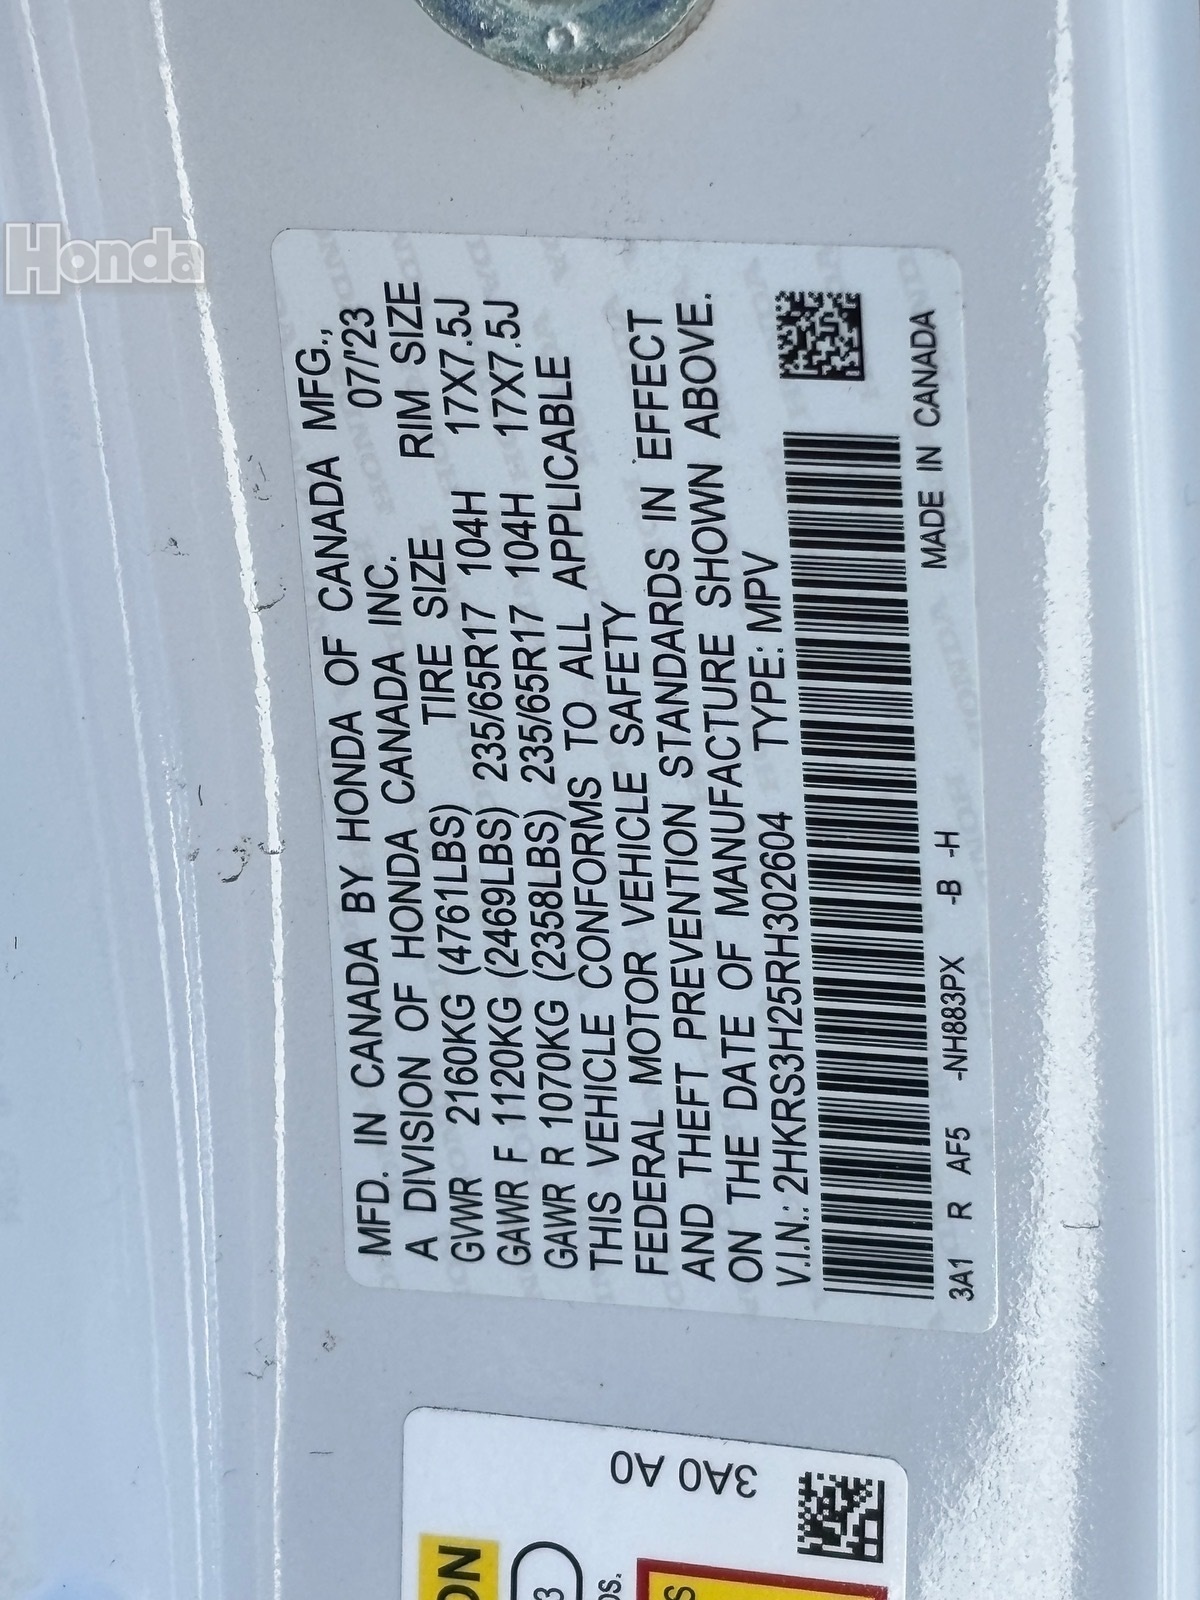 Honda
MFD. IN CANADA BY HONDA OF CANADA MFG.,
A DIVISION OF HONDA CANADA INC. 07/'23
TIRE SIZE RIM SIZE
GVWR 2160KG (4761LBS)
GAWR F 1120KG (2469LBS) 235/65R17 104H 17X7.5J
GAWR R 1070KG (2358LBS) 235/65R17 104H 17X7.5J
THIS VEHICLE CONFORMS TO ALL APPLICABLE
FEDERAL MOTOR VEHICLE SAFETY
AND THEFT PREVENTION STANDARDS IN EFFECT
ON THE DATE OF MANUFACTURE SHOWN ABOVE.
V.I.N.: 2HKRS3H25RH302604 TYPE: MPV
3A1 R AF5 -NH883PX -B -H MADE IN CANADA
3A0 A0